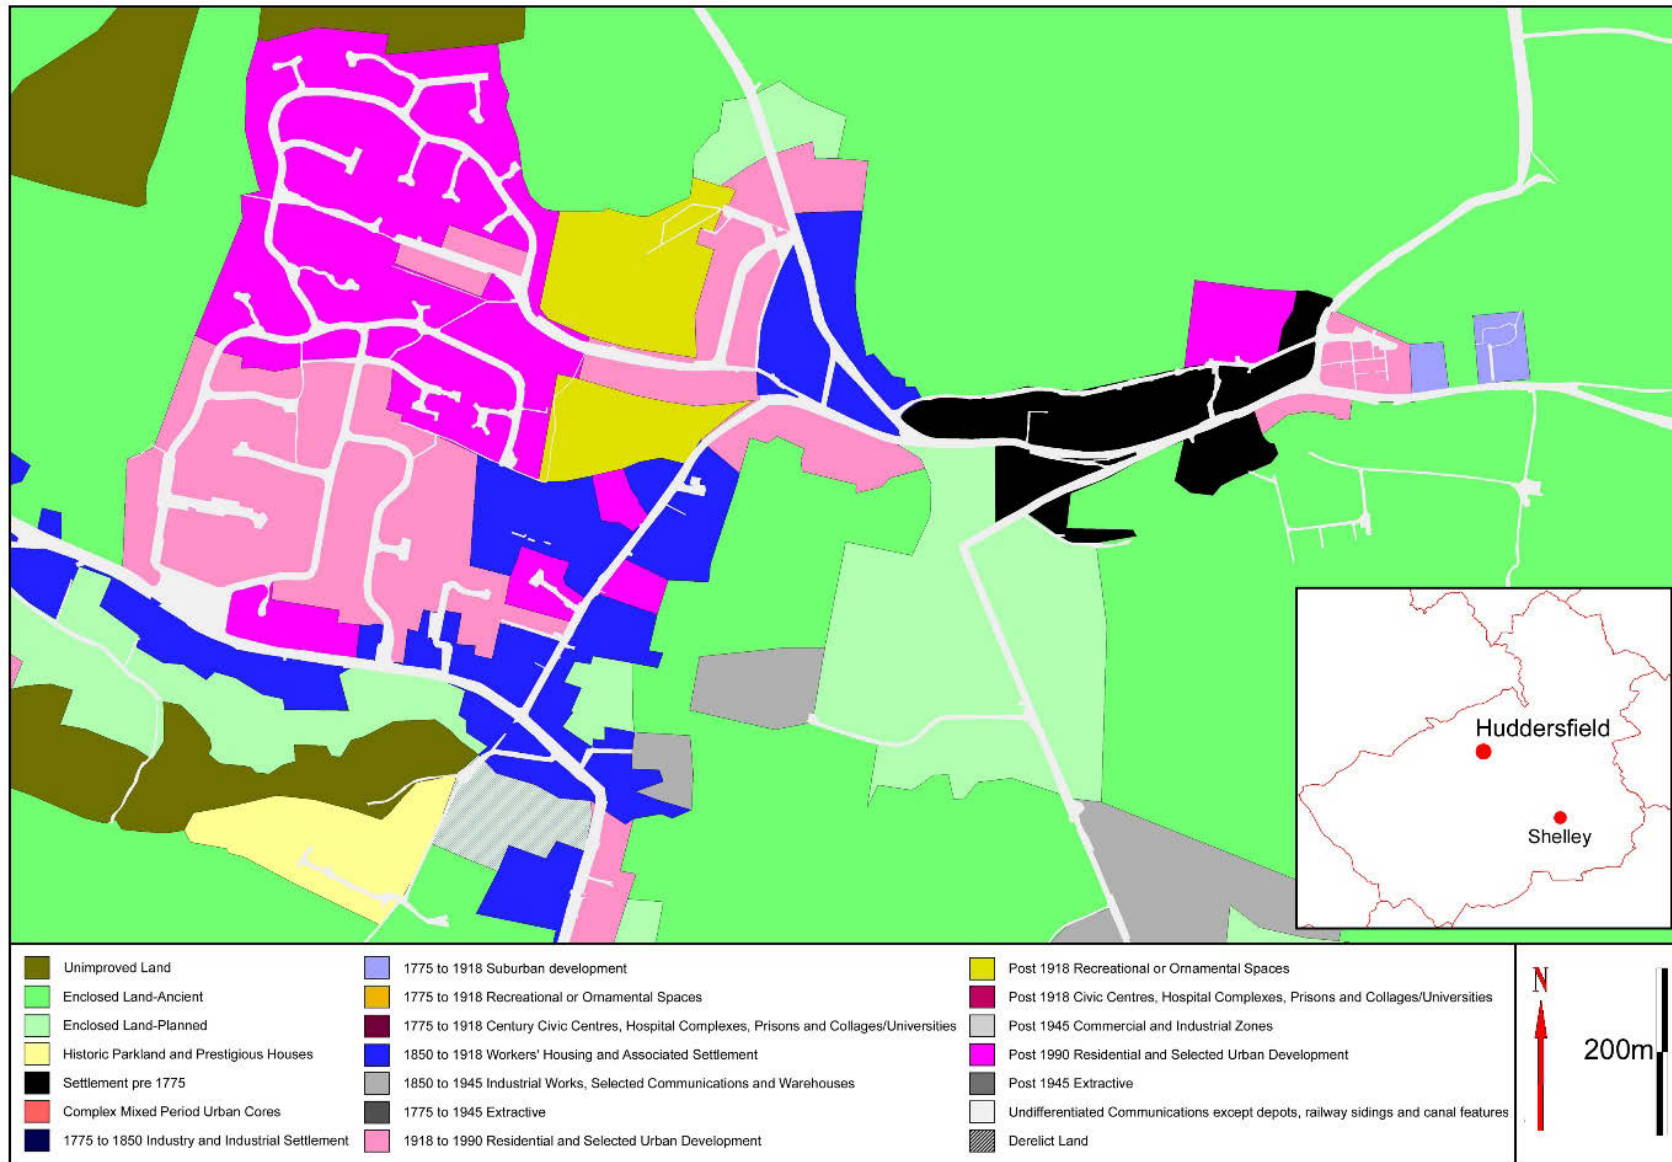 Huddersfield
Shelley
Unimproved Land
Enclosed Land-Ancient
Enclosed Land-Planned
Historic Parkland and Prestigious Houses
Settlement pre 1775
Complex Mixed Period Urban Cores
1775 to 1850 Industry and Industrial Settlement
1775 to 1918 Suburban development
1775 to 1918 Recreational or Ornamental Spaces
1775 to 1918 Century Civic Centres, Hospital Complexes, Prisons and Collages/Universities
1850 to 1918 Workers' Housing and Associated Settlement
1850 to 1945 Industrial Works, Selected Communications and Warehouses
1775 to 1945 Extractive
1918 to 1990 Residential and Selected Urban Development
Post 1918 Recreational or Ornamental Spaces
Post 1918 Civic Centres, Hospital Complexes, Prisons and Collages/Universities
Post 1945 Commercial and Industrial Zones
Post 1990 Residential and Selected Urban Development
Post 1945 Extractive
Undifferentiated Communications except depots, railway sidings and canal features
Derelict Land
N
200m